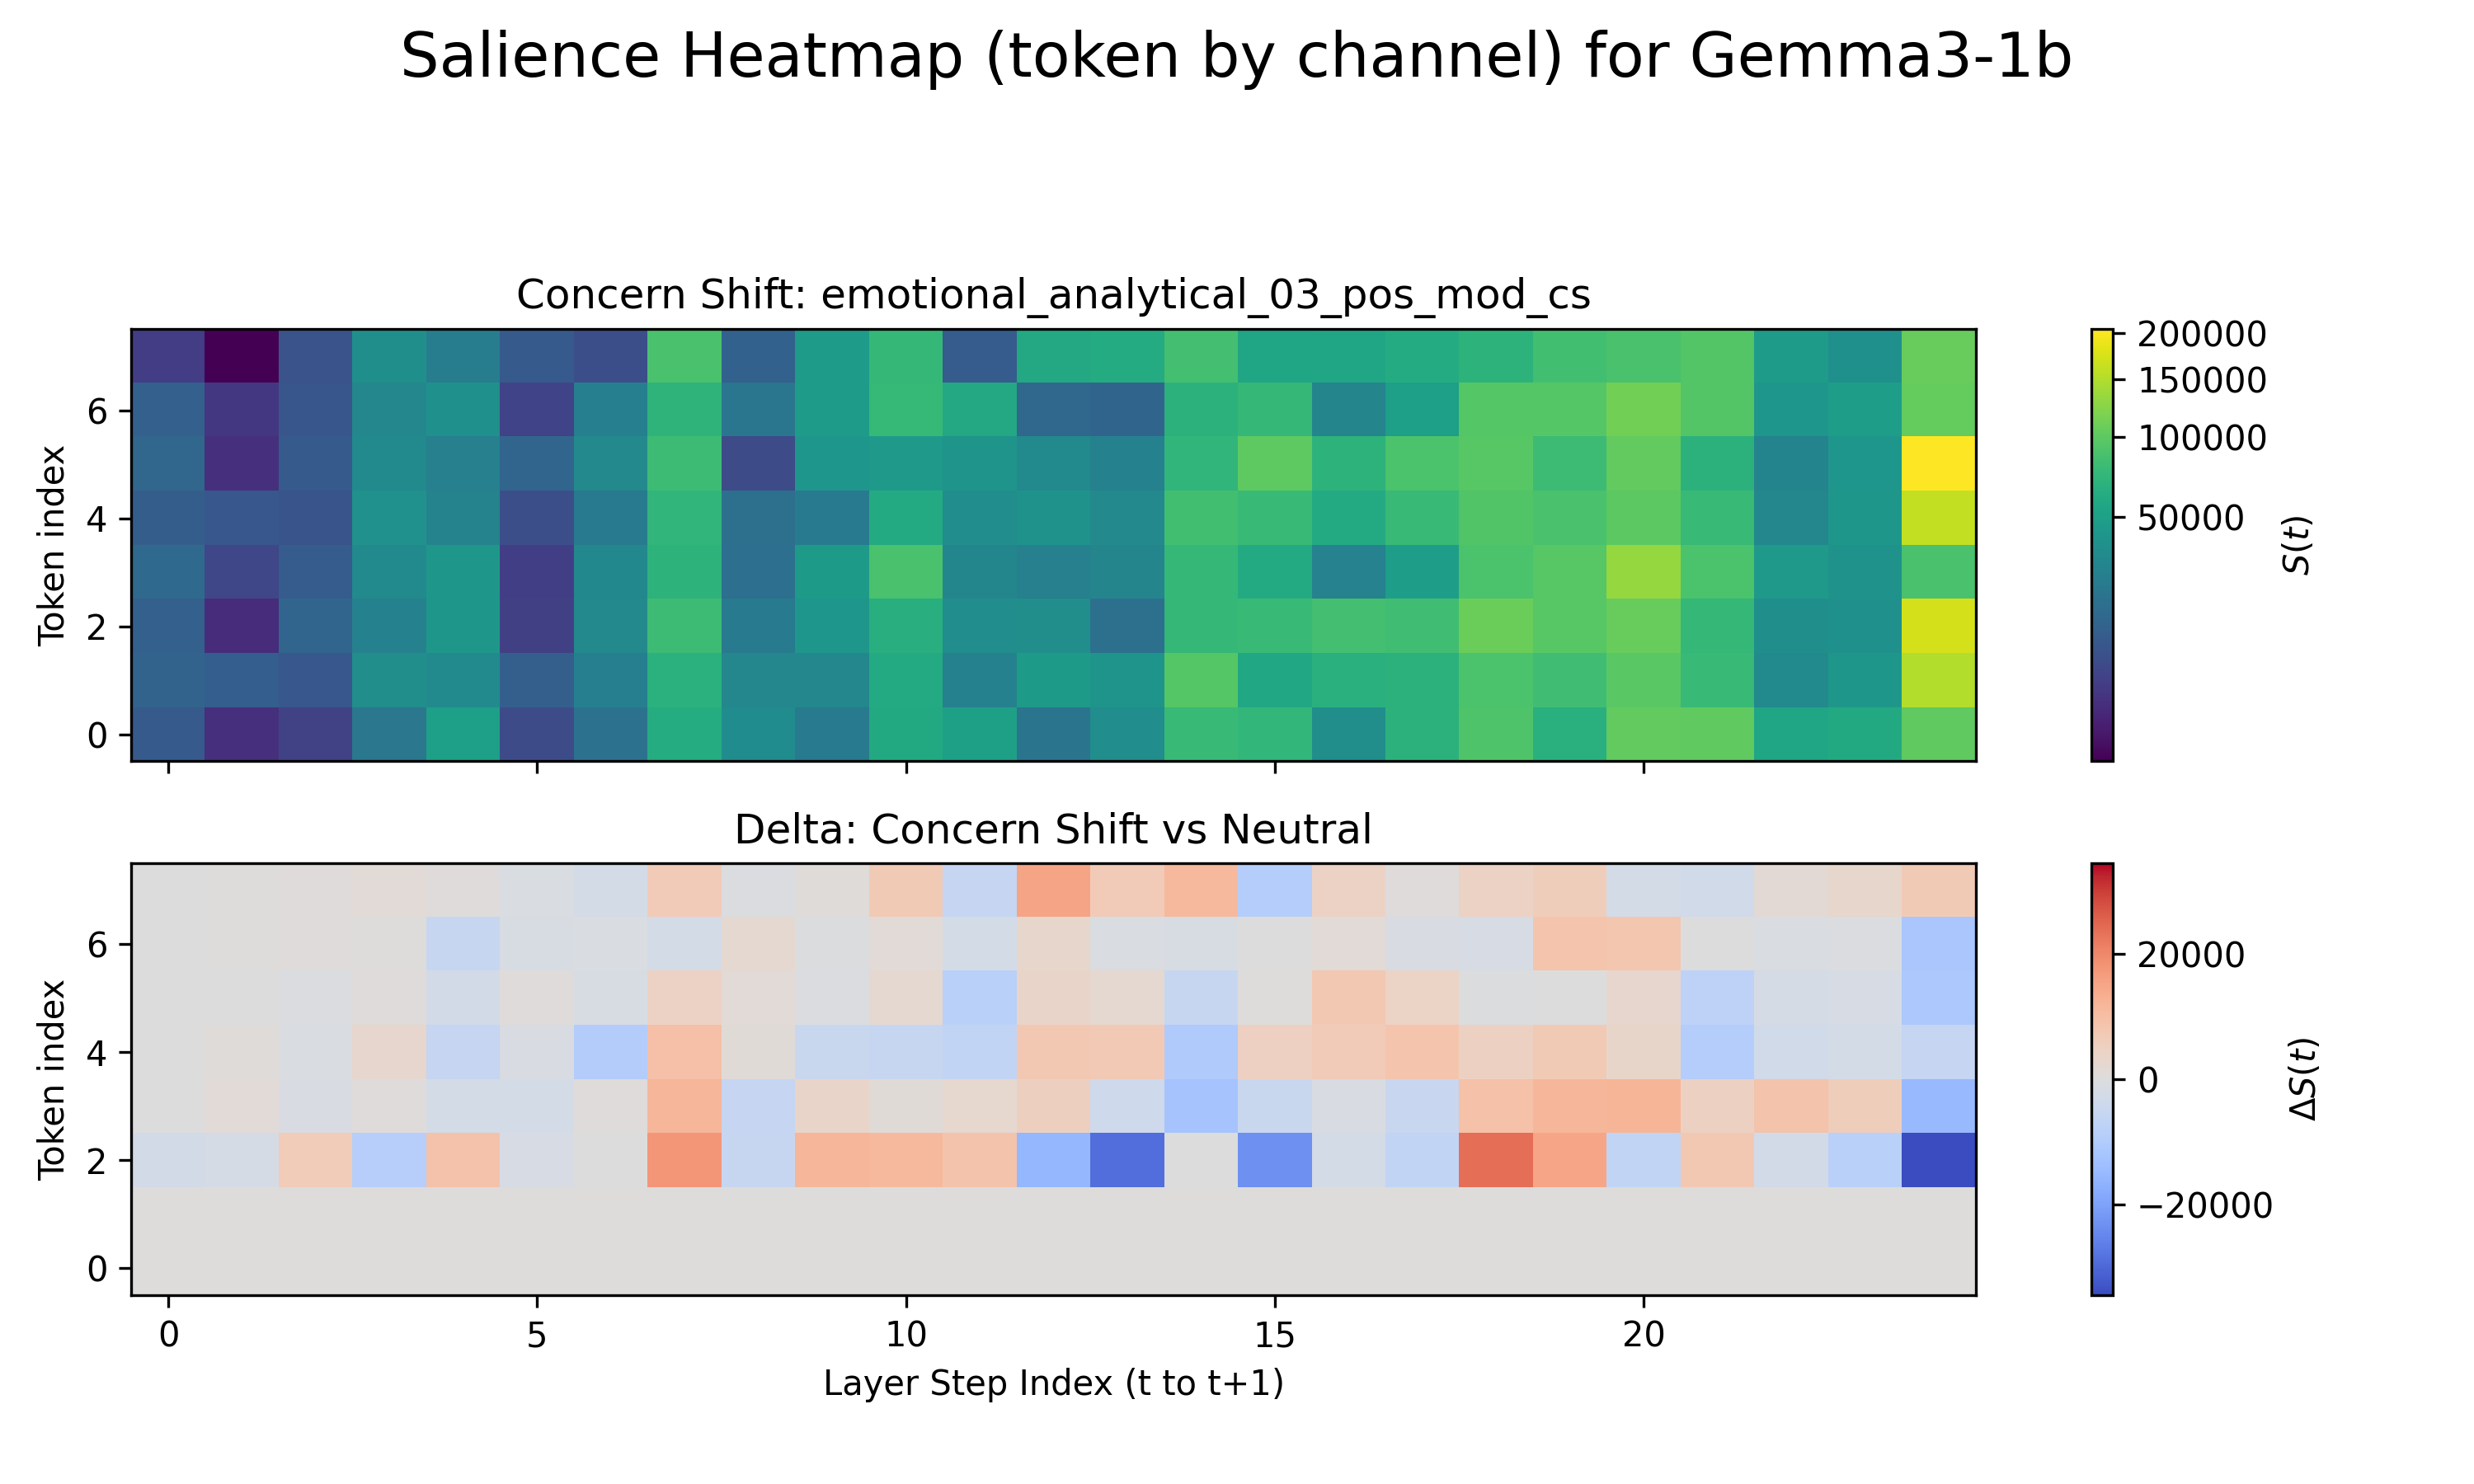 Salience Heatmap (token by channel) for Gemma3-1b
Concern Shift: emotional_analytical_03_pos_mod_cs
Token index
6
4
2
0
200000
150000
100000
50000
S(t)
Delta: Concern Shift vs Neutral
Token index
6
4
2
0
20000
0
−20000
ΔS(t)
0 5 10 15 20
Layer Step Index (t to t+1)